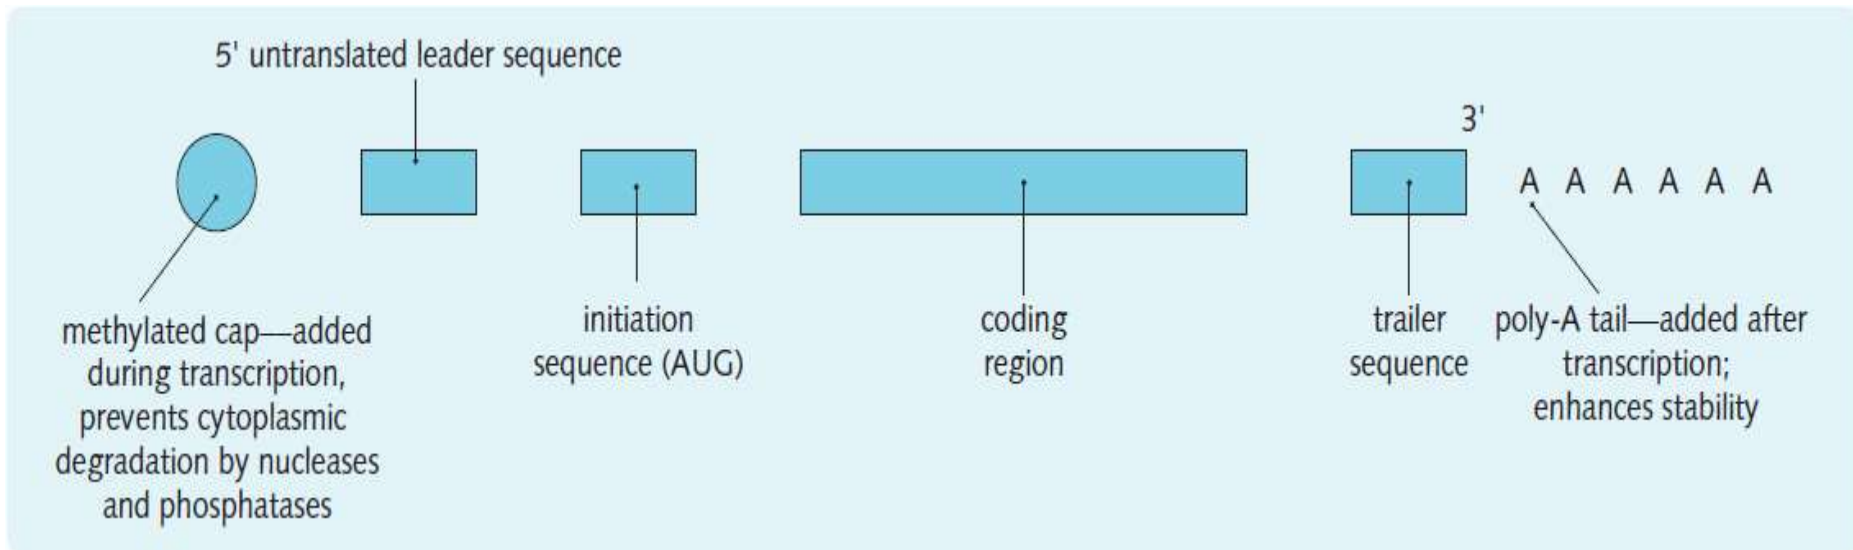 5' untranslated leader sequence
3'
A A A A A A
methylated cap—added
during transcription,
prevents cytoplasmic
degradation by nucleases
and phosphatases
initiation
sequence (AUG)
coding
region
trailer
sequence
poly-A tail—added after
transcription;
enhances stability